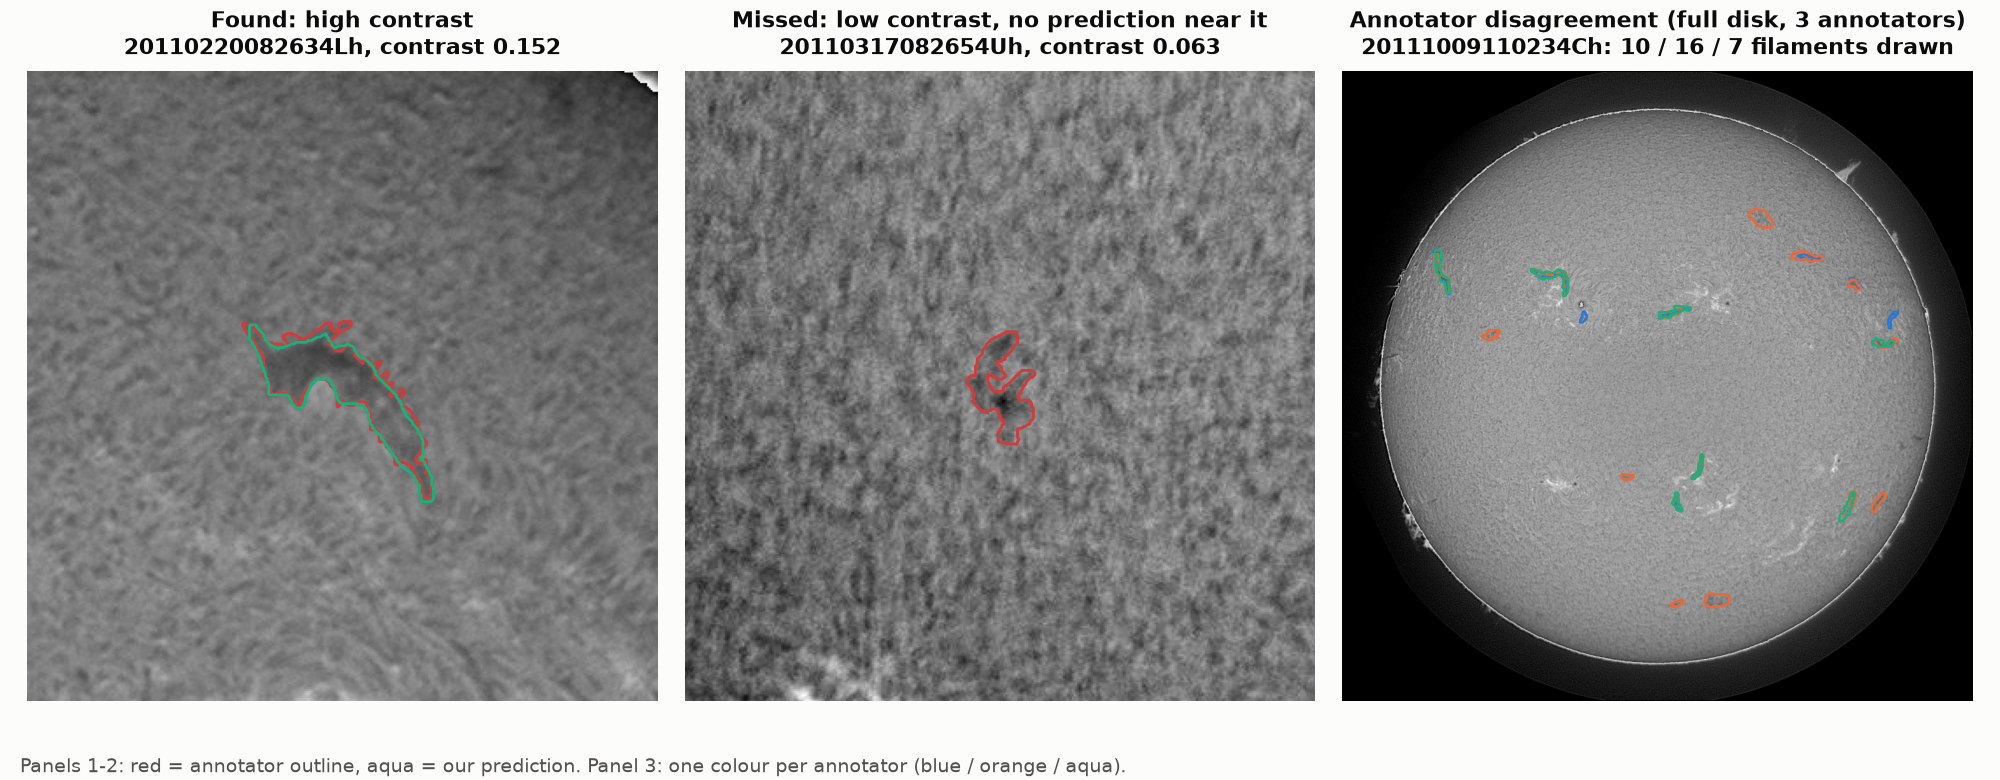 Found: high contrast
20110220082634Lh, contrast 0.152
Missed: low contrast, no prediction near it
20110317082654Uh, contrast 0.063
Annotator disagreement (full disk, 3 annotators)
20111009110234Ch: 10 / 16 / 7 filaments drawn
Panels 1-2: red = annotator outline, aqua = our prediction. Panel 3: one colour per annotator (blue / orange / aqua).